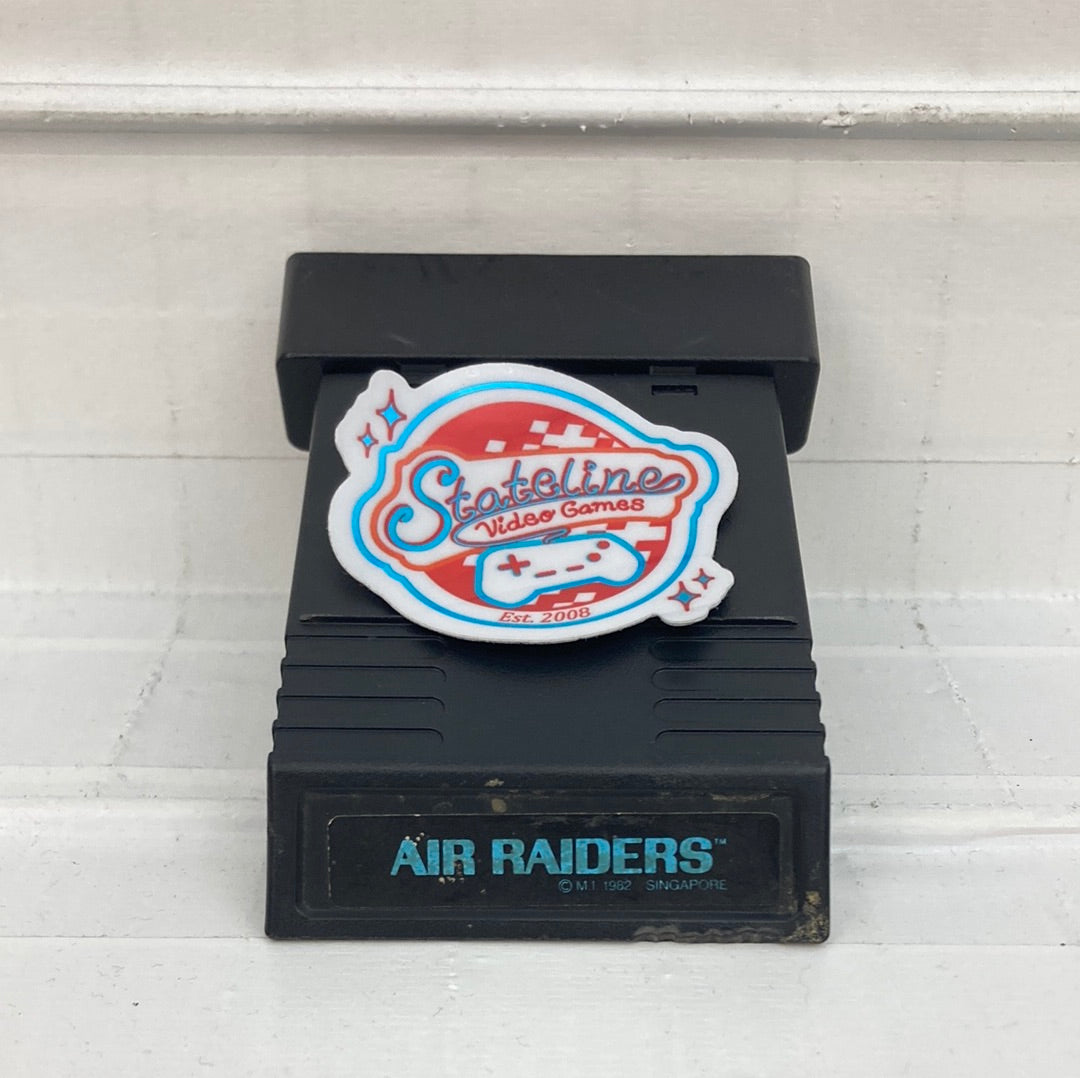 Stateline
Video Games
Est. 2008
AIR RAIDERS™
© M.I. 1982 SINGAPORE